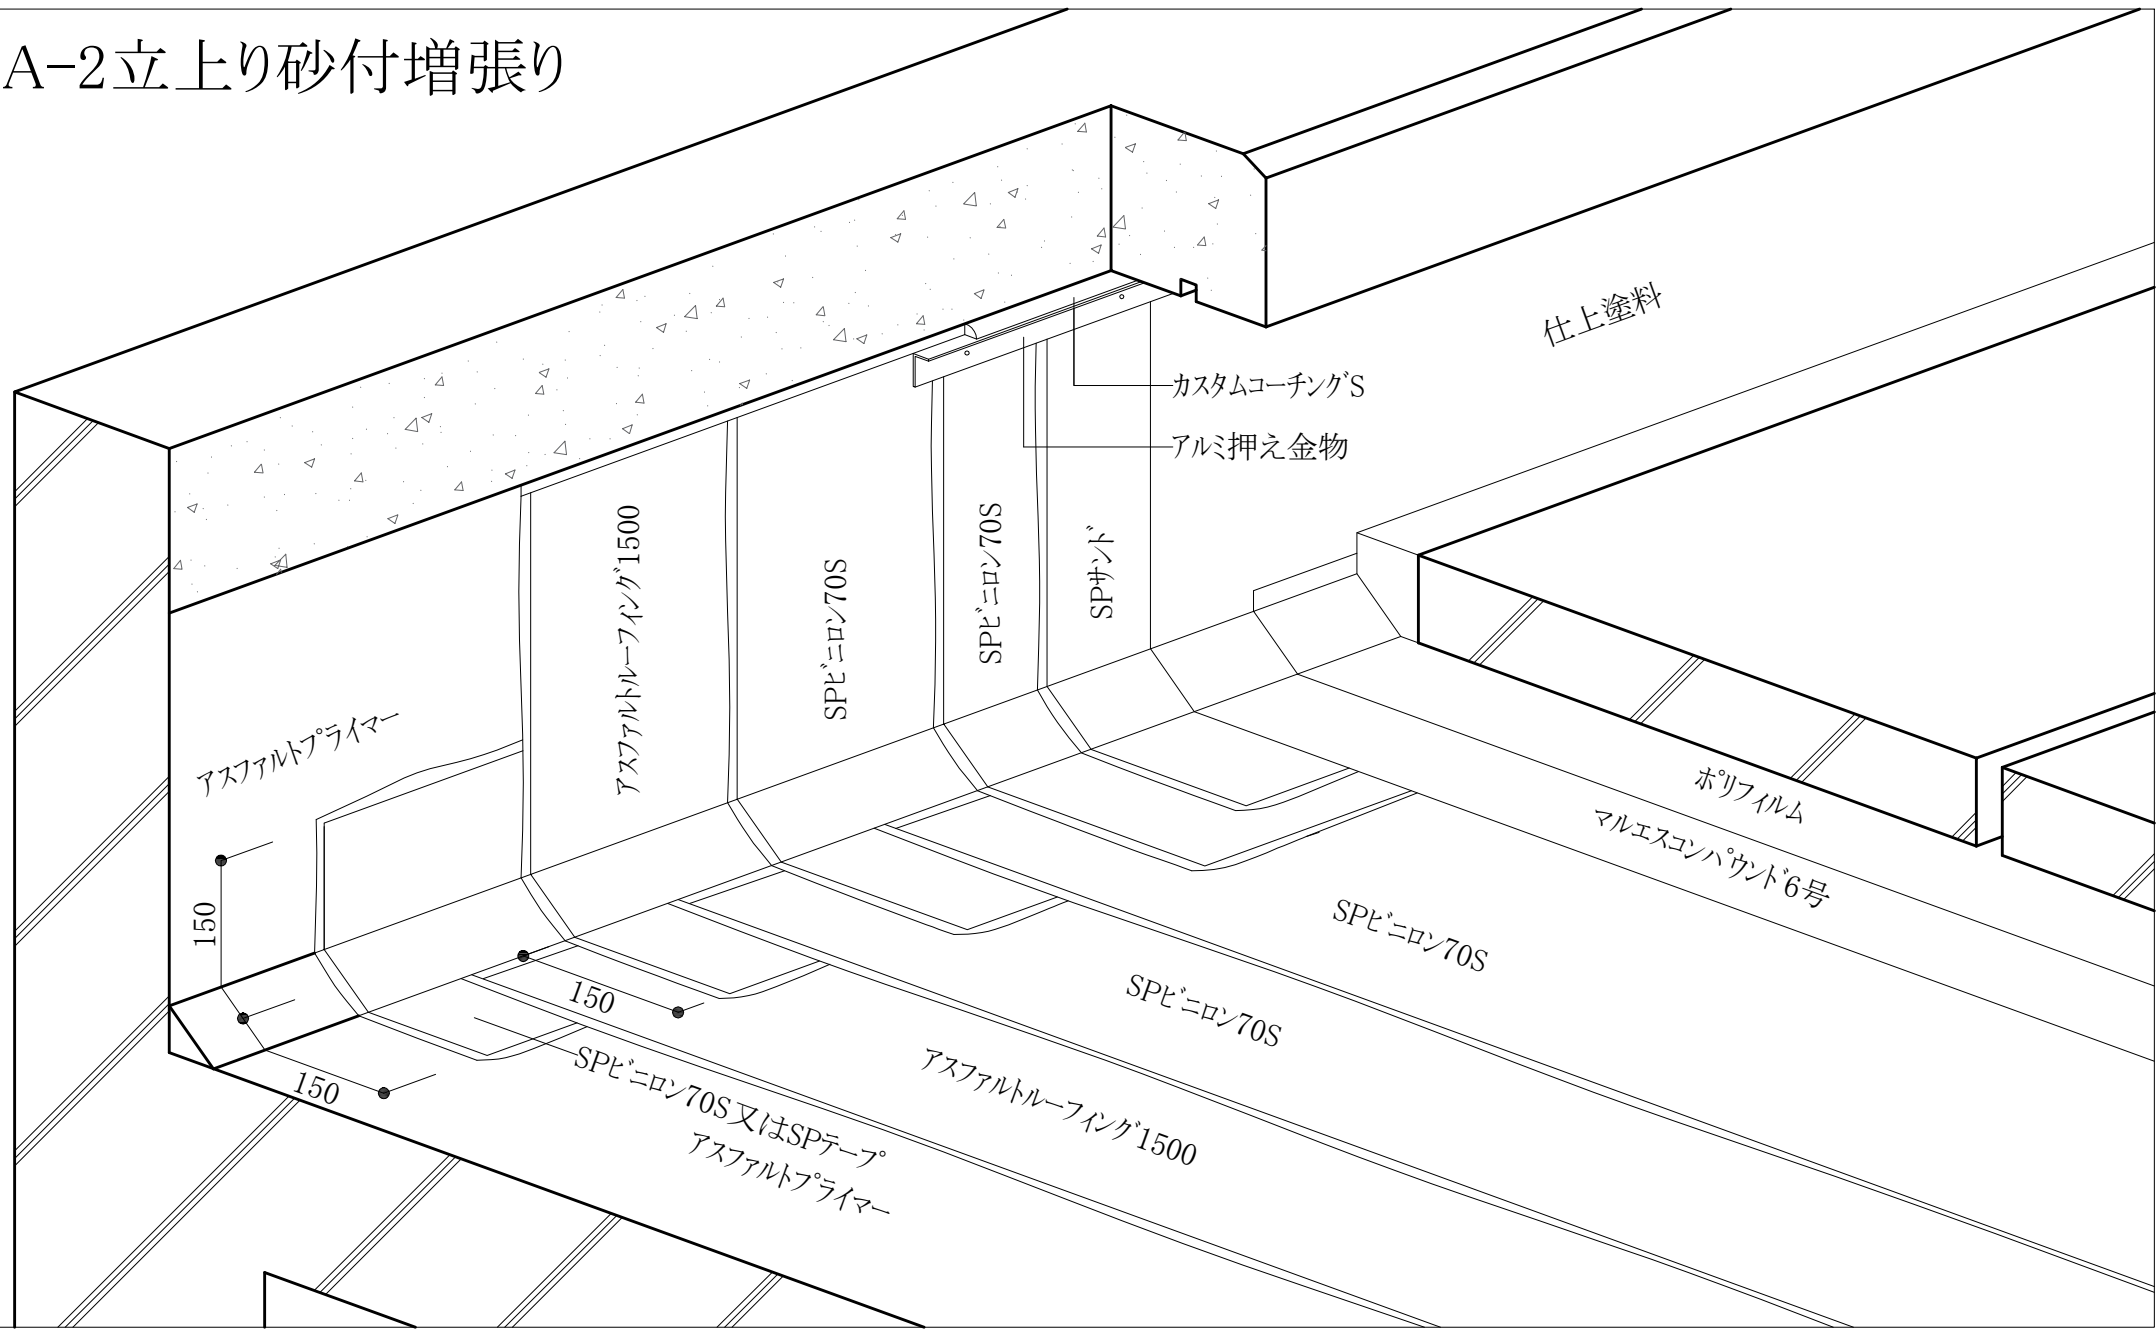 A-2立上り砂付増張り
仕上塗料
カスタムコーチングS
アルミ押え金物
アスファルトルーフィング1500
SPビニロン70S
SPビニロン70S
SPサンド
アスファルトプライマー
150
150
150
ポリフィルム
マルエスコンパウンド6号
SPビニロン70S
SPビニロン70S
アスファルトルーフィング1500
SPビニロン70S又はSPテープ
アスファルトプライマー